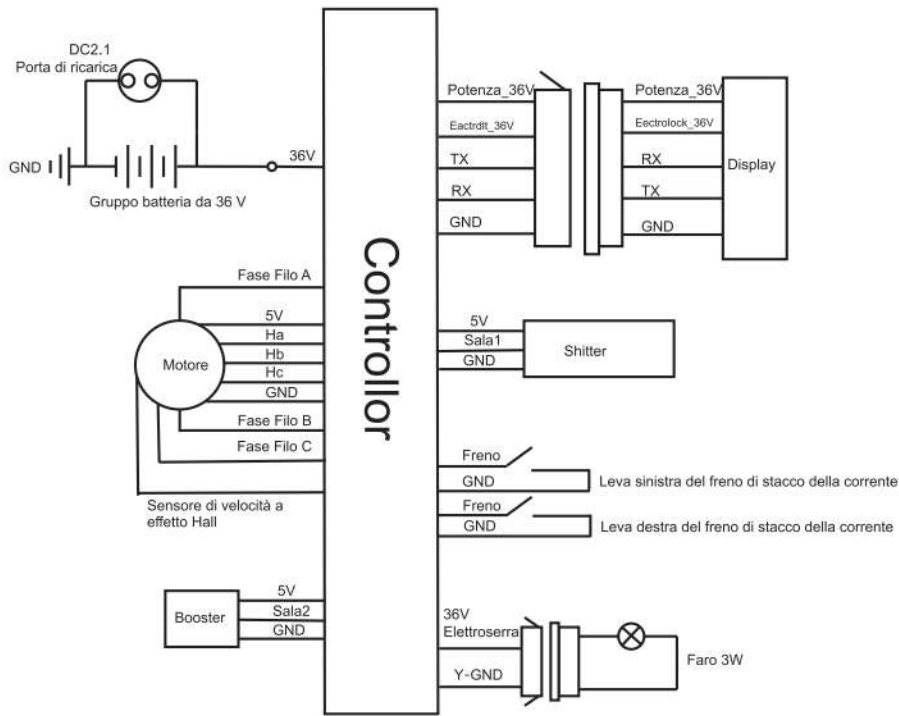 DC2.1
Porta di ricarica
GND
36V
Gruppo batteria da 36 V
Fase Filo A
5V
Ha
Hb
Hc
GND
Fase Filo B
Fase Filo C
Motore
Sensore di velocità a
effetto Hall
Booster
5V
Sala2
GND
Controllor
Potenza_36V
Eactrdlt_36V
TX
RX
GND
Potenza_36V
Eectrolock_36V
RX
TX
GND
Display
5V
Sala1
GND
Shitter
Freno
GND
Leva sinistra del freno di stacco della corrente
Freno
GND
Leva destra del freno di stacco della corrente
36V
Elettroserra
Y-GND
Faro 3W